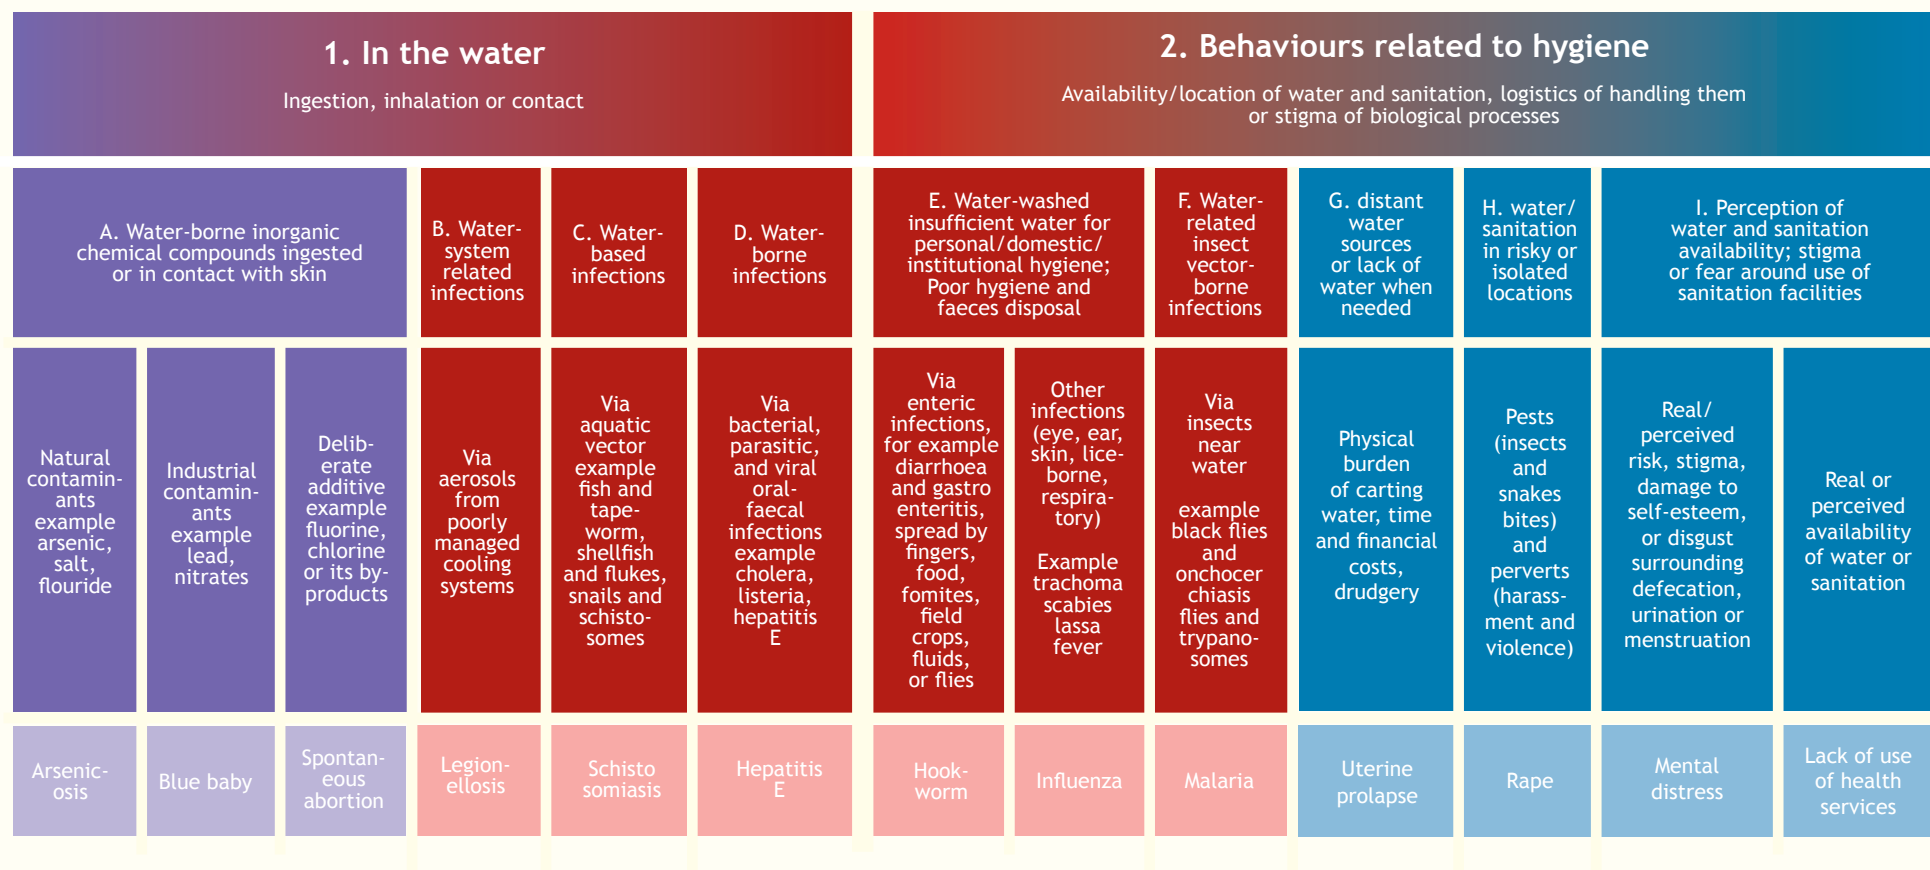 1. In the water
Ingestion, inhalation or contact
2. Behaviours related to hygiene
Availability/location of water and sanitation, logistics of handling them
or stigma of biological processes
A. Water-borne inorganic
chemical compounds ingested
or in contact with skin
B. Water-
system
related
infections
C. Water-
based
infections
D. Water-
borne
infections
E. Water-washed
insufficient water for
personal/domestic/
institutional hygiene;
Poor hygiene and
faeces disposal
F. Water-
related
insect
vector-
borne
infections
G. distant
water
sources
or lack of
water when
needed
H. water/
sanitation
in risky or
isolated
locations
I. Perception of
water and sanitation
availability; stigma
or fear around use of
sanitation facilities
Natural
contamin-
ants
example
arsenic,
salt,
flouride
Industrial
contamin-
ants
example
lead,
nitrates
Delib-
erate
additive
example
fluorine,
chlorine
or its by-
products
Via
aerosols
from
poorly
managed
cooling
systems
Via
aquatic
vector
example
fish and
tape-
worm,
shellfish
and flukes,
snails and
schisto-
somes
Via
bacterial,
parasitic,
and viral
oral-
faecal
infections
example
cholera,
listeria,
hepatitis
E
Via
enteric
infections,
for example
diarrhoea
and gastro
enteritis,
spread by
fingers,
food,
fomites,
field
crops,
fluids,
or flies
Other
infections
(eye, ear,
skin, lice-
borne,
respira-
tory)
Example
trachoma
scabies
lassa
fever
Via
insects
near
water
example
black flies
and
onchocer
chiasis
flies and
trypano-
somes
Physical
burden
of carting
water, time
and financial
costs,
drudgery
Pests
(insects
and
snakes
bites)
and
perverts
(harass-
ment and
violence)
Real/
perceived
risk, stigma,
damage to
self-esteem,
or disgust
surrounding
defecation,
urination or
menstruation
Real or
perceived
availability
of water or
sanitation
Arsenic-
osis
Blue baby
Spontan-
eous
abortion
Legion-
ellosis
Schisto
somiasis
Hepatitis
E
Hook-
worm
Influenza
Malaria
Uterine
prolapse
Rape
Mental
distress
Lack of use
of health
services